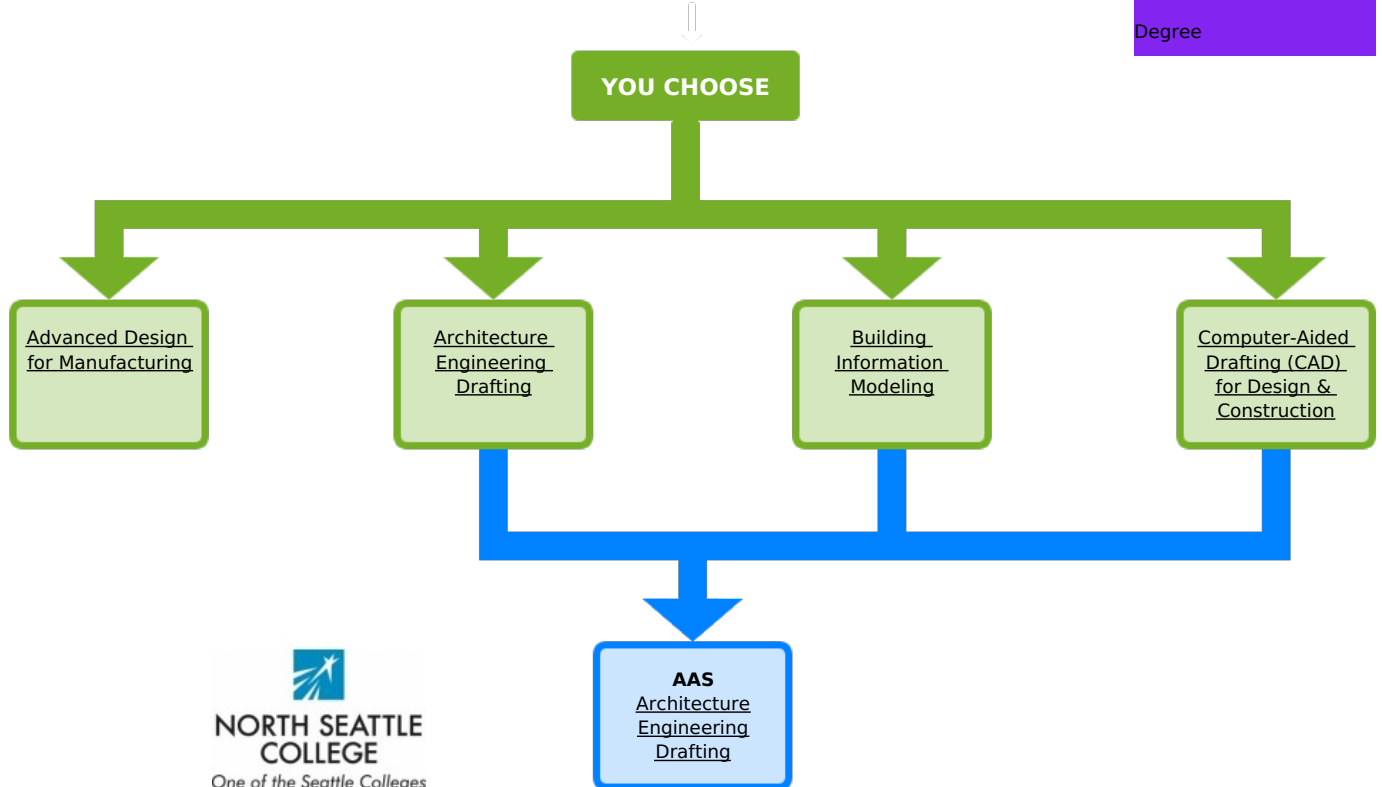 Degree
YOU CHOOSE
Advanced Design
for Manufacturing
Architecture
Engineering
Drafting
Building
Information
Modeling
Computer-Aided
Drafting (CAD)
for Design &
Construction
AAS
Architecture
Engineering
Drafting
NORTH SEATTLE
COLLEGE
One of the Seattle Colleges